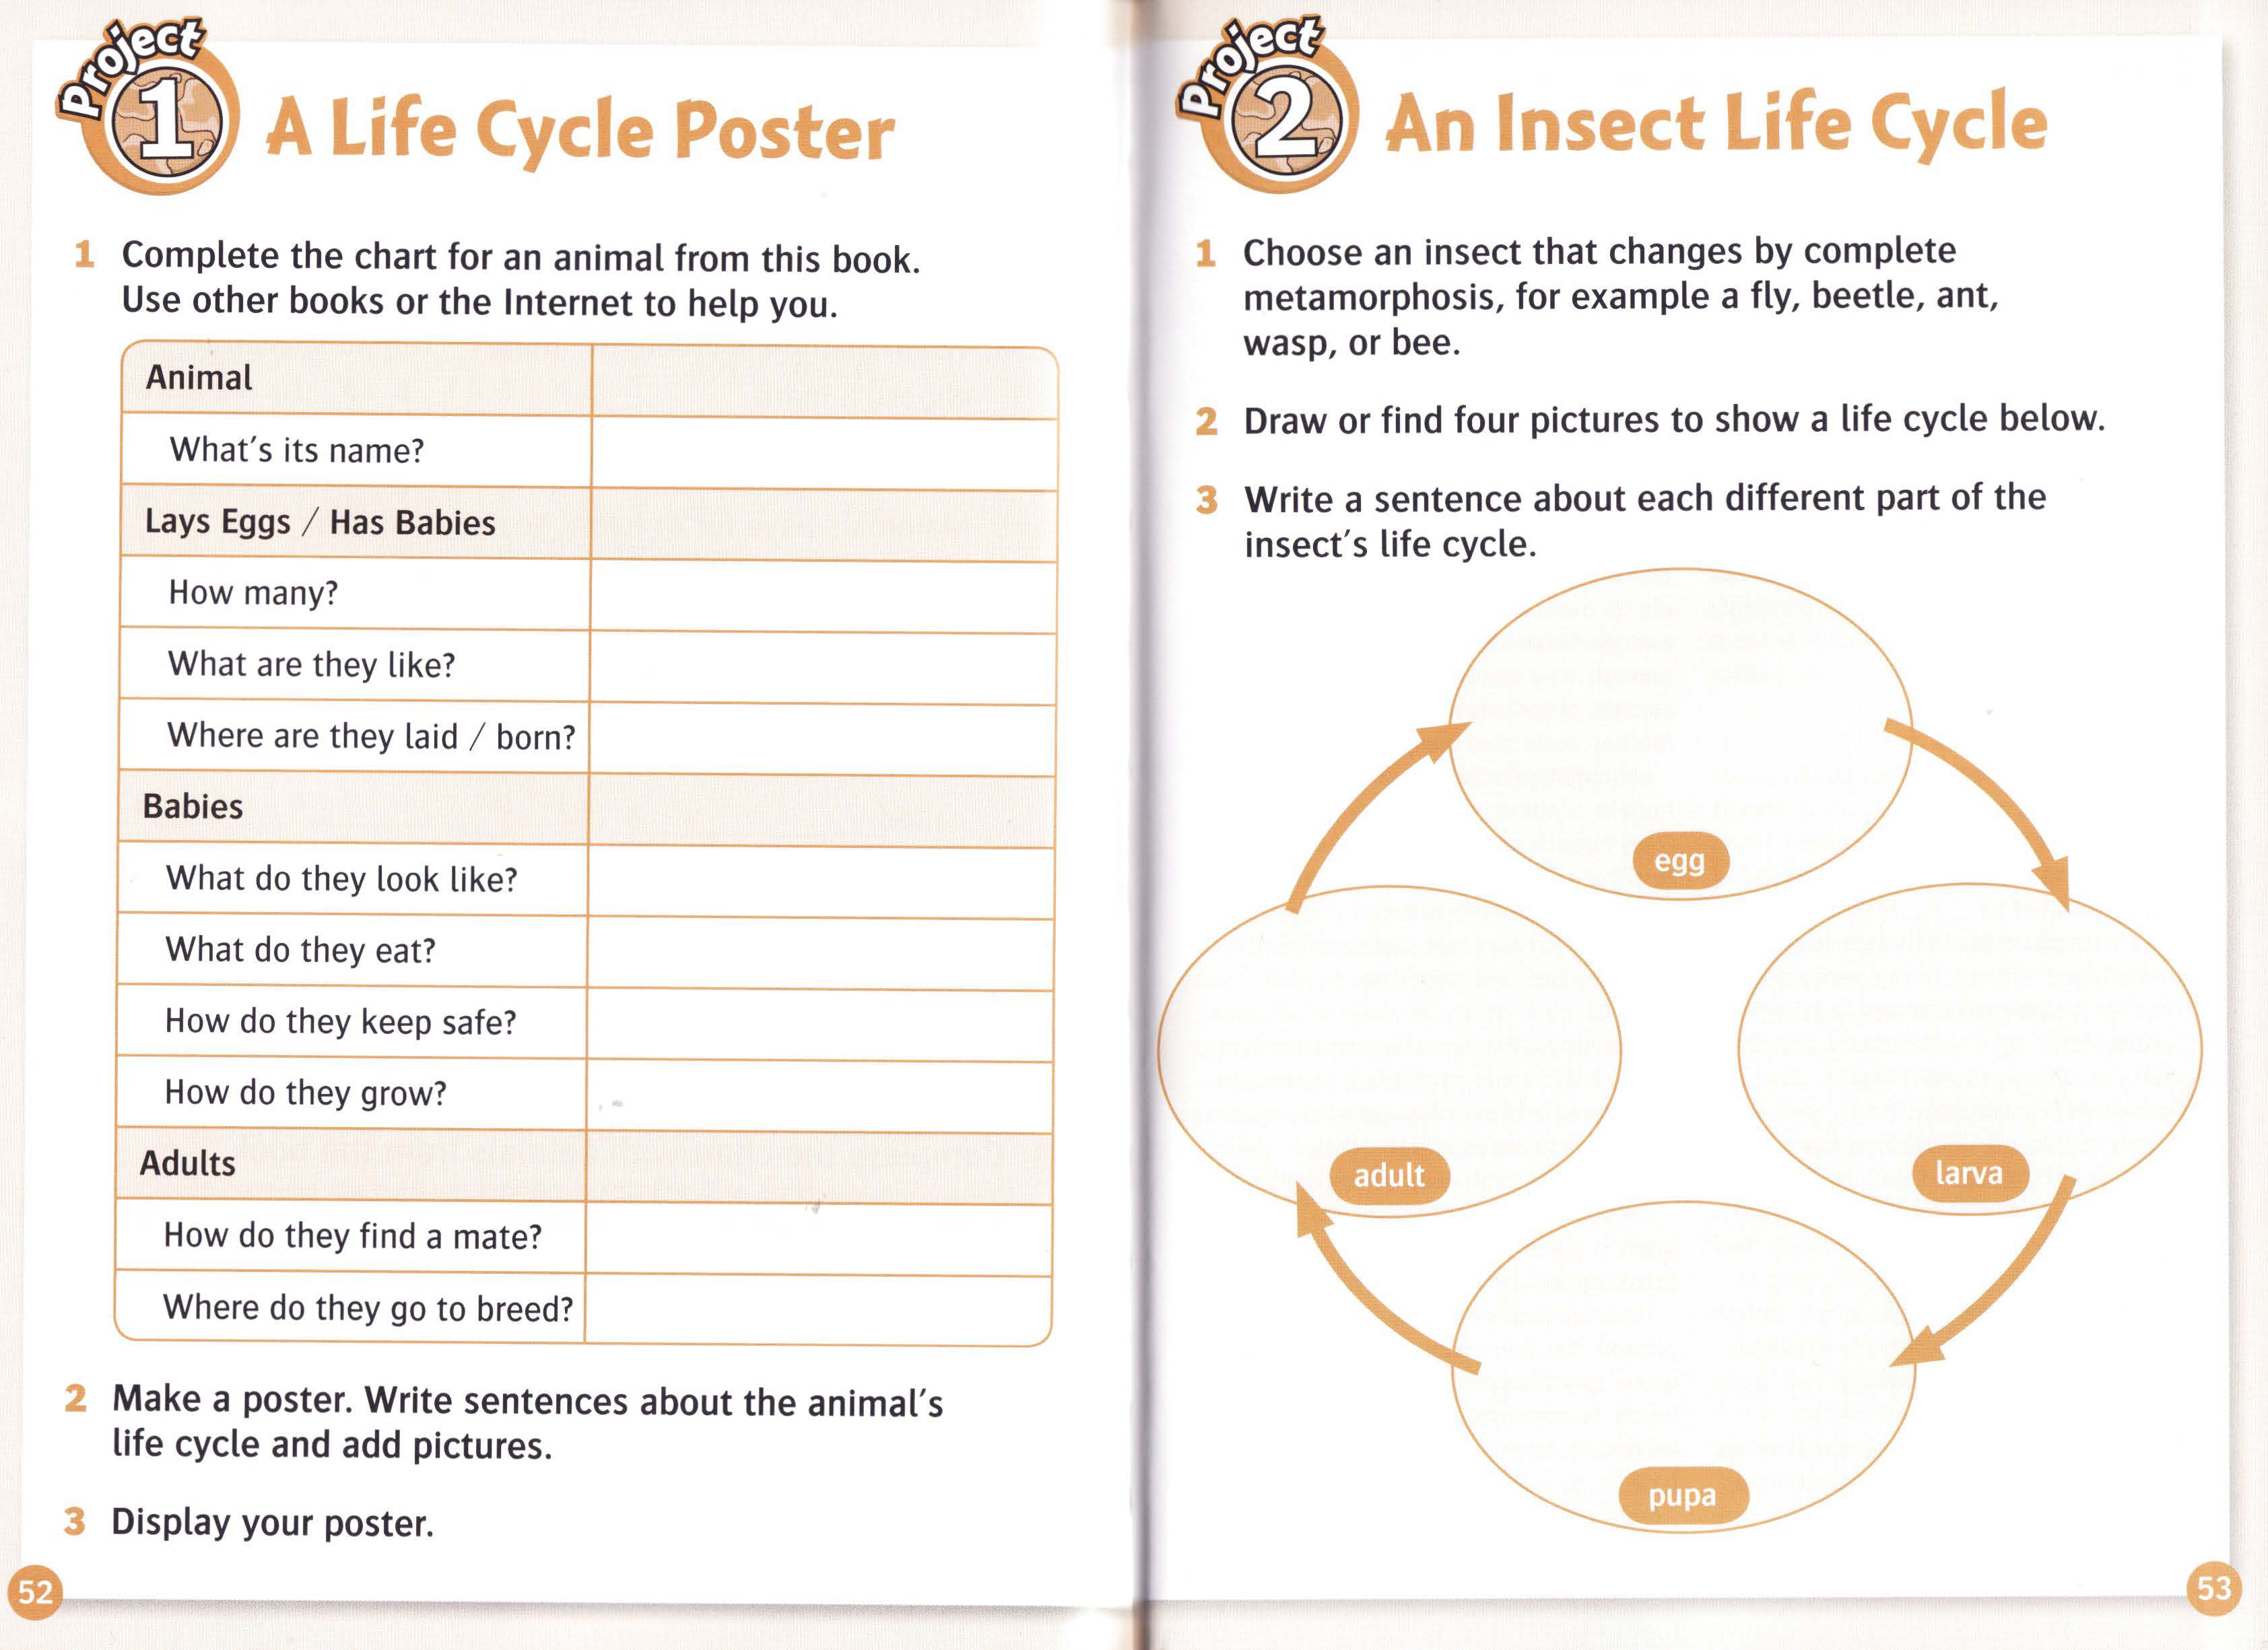 Project
1
A Life Cycle Poster
1 Complete the chart for an animal from this book.
Use other books or the Internet to help you.
Animal
What's its name?
Lays Eggs / Has Babies
How many?
What are they like?
Where are they laid / born?
Babies
What do they look like?
What do they eat?
How do they keep safe?
How do they grow?
Adults
How do they find a mate?
Where do they go to breed?
2 Make a poster. Write sentences about the animal's
life cycle and add pictures.
3 Display your poster.
52
Project
2
An Insect Life Cycle
1 Choose an insect that changes by complete
metamorphosis, for example a fly, beetle, ant,
wasp, or bee.
2 Draw or find four pictures to show a life cycle below.
3 Write a sentence about each different part of the
insect's life cycle.
egg
larva
pupa
adult
53